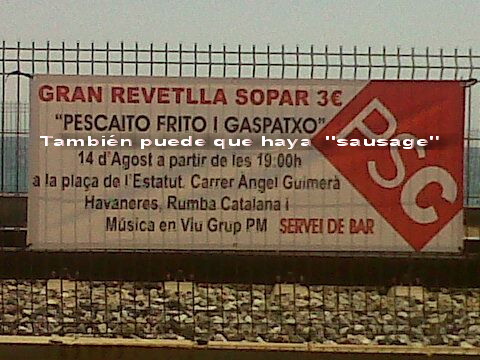 GRAN REVETLLA SOPAR 3€
"PESCAITO FRITO I GASPATXO"
También puede que haya "sausage"
14 d'Agost a partir de les 19:00h
a la plaça de l'Estatut. Carrer Àngel Guimerà
Havaneres, Rumba Catalana i
Música en Viu Grup PM SERVEI DE BAR
PSC